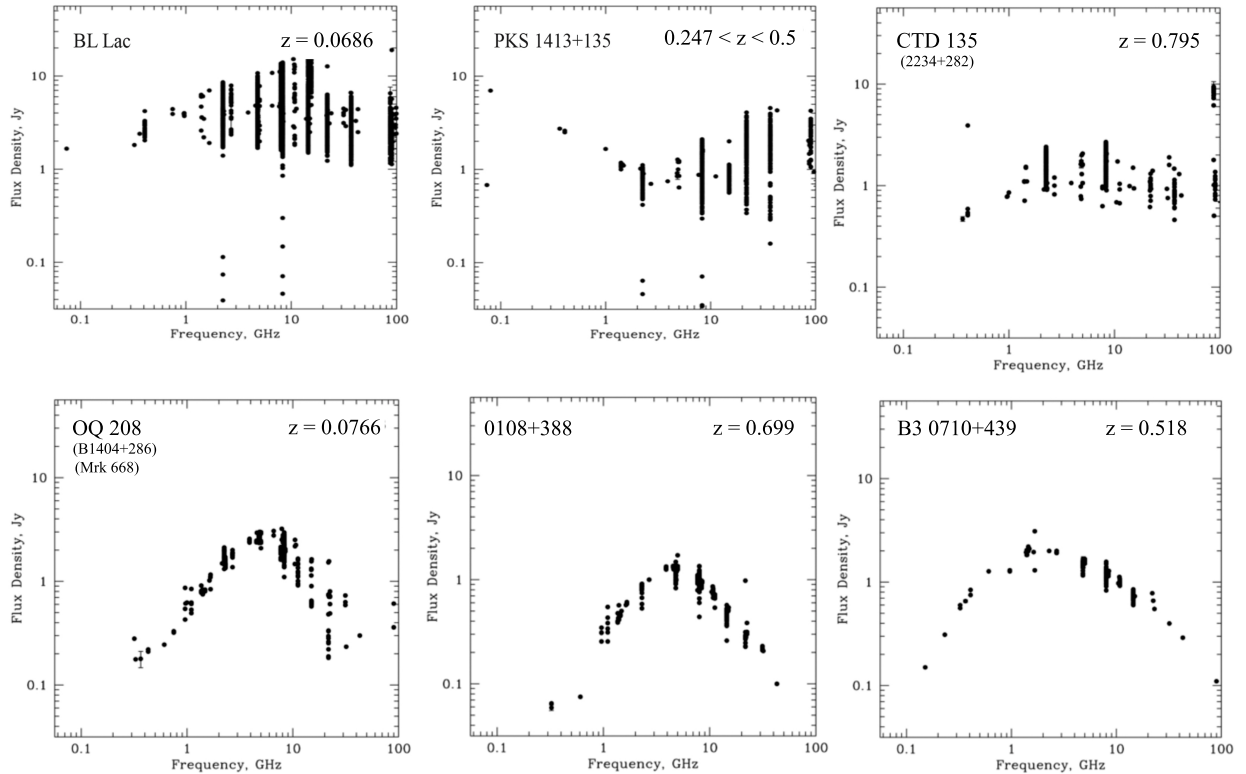 BL Lac z = 0.0686
10
1
0.1
Flux Density, Jy
0.1 1 10 100
Frequency, GHz
PKS 1413+135 0.247 < z < 0.5
10
1
0.1
Flux Density, Jy
0.1 1 10 100
Frequency, GHz
CTD 135 z = 0.795
(2234+282)
10
1
0.1
Flux Density, Jy
0.1 1 10 100
Frequency, GHz
OQ 208 z = 0.0766
(B1404+286)
(Mrk 668)
10
1
0.1
Flux Density, Jy
0.1 1 10 100
Frequency, GHz
0108+388 z = 0.699
10
1
0.1
Flux Density, Jy
0.1 1 10 100
Frequency, GHz
B3 0710+439 z = 0.518
10
1
0.1
Flux Density, Jy
0.1 1 10 100
Frequency, GHz